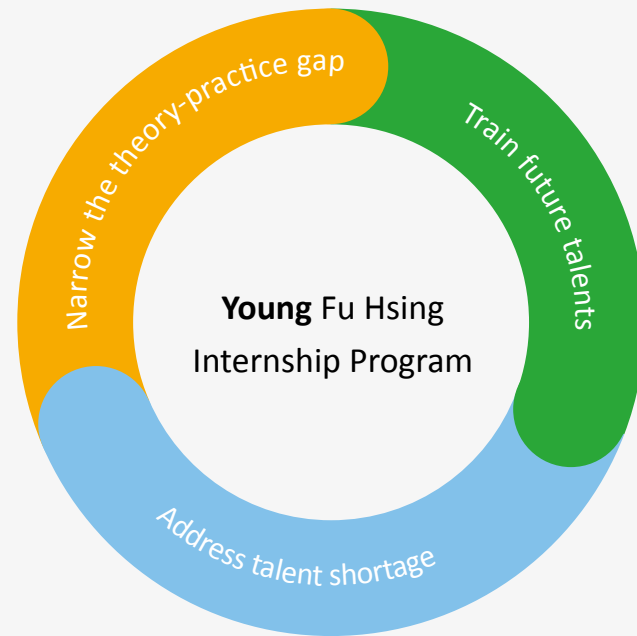 Narrow the theory-practice gap
Train future talents
Young Fu Hsing
Internship Program
Address talent shortage